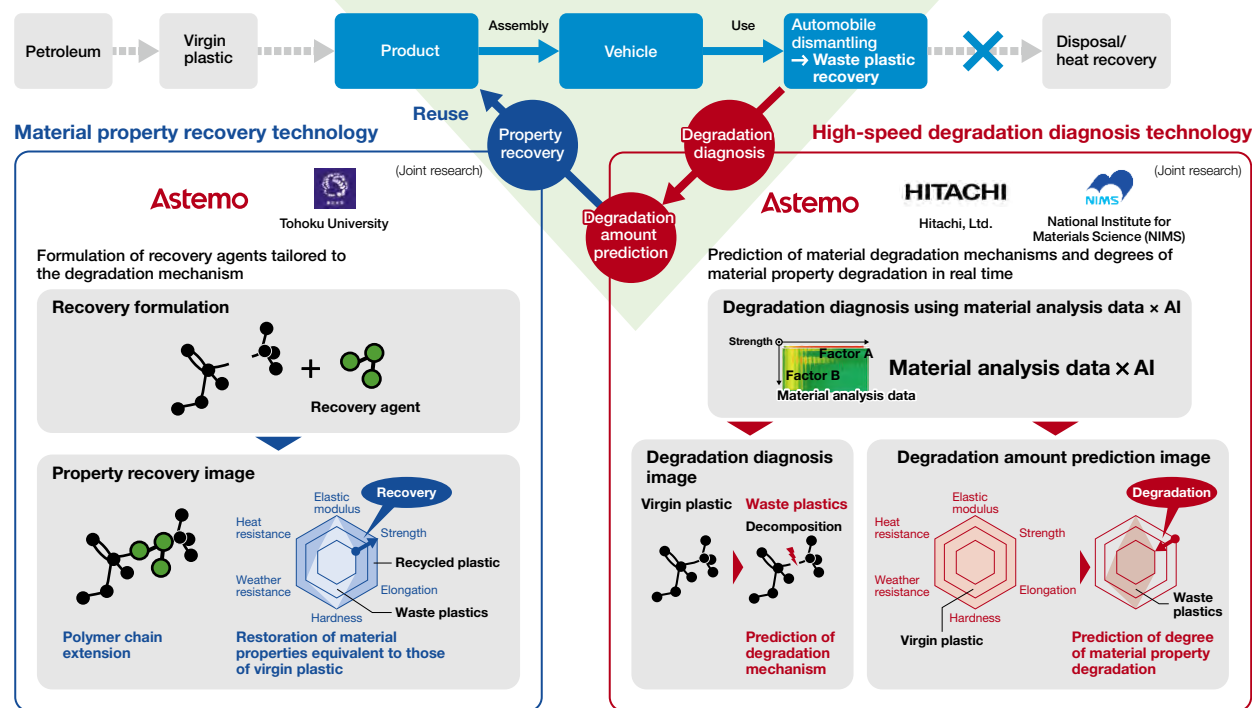 Petroleum
Virgin
plastic
Product
Assembly
Vehicle
Use
Automobile
dismantling
→ Waste plastic
recovery
Disposal/
heat recovery
Reuse
Property
recovery
Degradation
diagnosis
Degradation
amount
prediction
Material property recovery technology
(Joint research)
Astemo
Tohoku University
Formulation of recovery agents tailored to
the degradation mechanism
Recovery formulation
+
Recovery agent
Property recovery image
Polymer chain
extension
Recovery
Elastic
modulus
Heat
resistance
Strength
Recycled plastic
Weather
resistance
Elongation
Waste plastics
Hardness
Restoration of material
properties equivalent to those
of virgin plastic
High-speed degradation diagnosis technology
(Joint research)
Astemo
HITACHI
Hitachi, Ltd.
NIMS
National Institute for
Materials Science (NIMS)
Prediction of material degradation mechanisms and degrees of
material property degradation in real time
Degradation diagnosis using material analysis data × AI
Strength
Factor A
Factor B
Material analysis data
Material analysis data × AI
Degradation diagnosis
image
Virgin plastic
Waste plastics
Decomposition
Prediction of
degradation
mechanism
Degradation amount prediction image
Elastic
modulus
Heat
resistance
Strength
Weather
resistance
Elongation
Hardness
Virgin plastic
Degradation
Waste
plastics
Prediction of degree
of material property
degradation